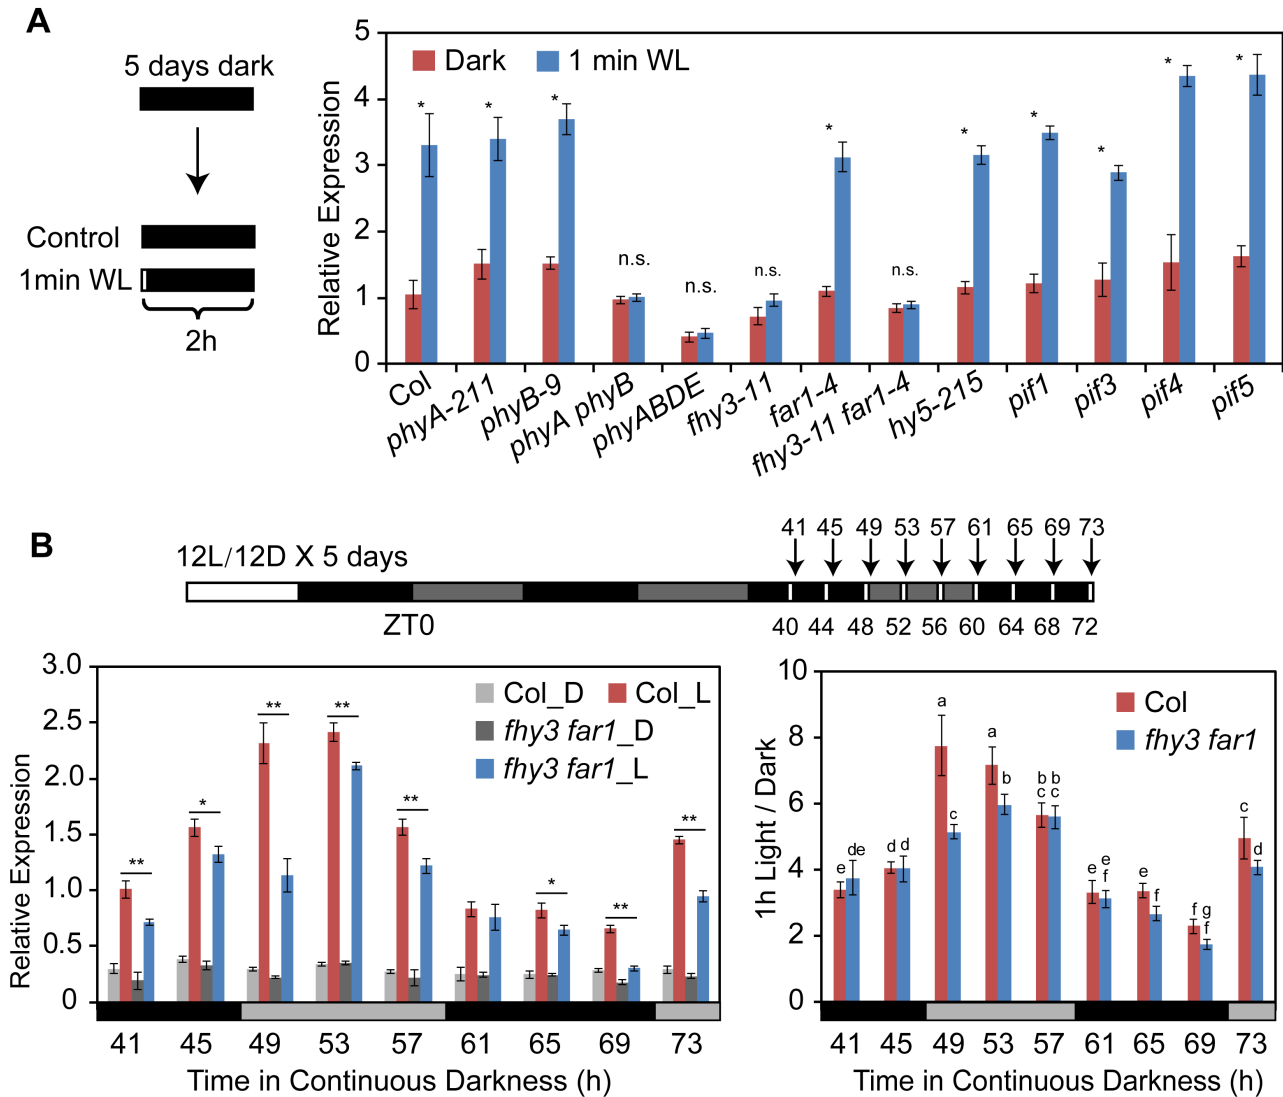 A
5 days dark
Control
1min WL
2h
Dark
1 min WL
Relative Expression
5
4
3
2
1
0
*
*
*
n.s.
n.s.
n.s.
*
n.s.
*
*
*
*
*
Col
phyA-211
phyB-9
phyA phyB
phyABDE
fhy3-11
far1-4
fhy3-11 far1-4
hy5-215
pif1
pif3
pif4
pif5
B
12L/12D X 5 days
41 45 49 53 57 61 65 69 73
ZT0
40 44 48 52 56 60 64 68 72
Relative Expression
3.0
2.5
2.0
1.5
1.0
0.5
0
Col_D
Col_L
fhy3 far1_D
fhy3 far1_L
**
*
**
**
**
*
**
**
41 45 49 53 57 61 65 69 73
Time in Continuous Darkness (h)
1h Light / Dark
10
8
6
4
2
0
Col
fhy3 far1
e de d d a c a b b c b c e e f e f f g f c d
41 45 49 53 57 61 65 69 73
Time in Continuous Darkness (h)